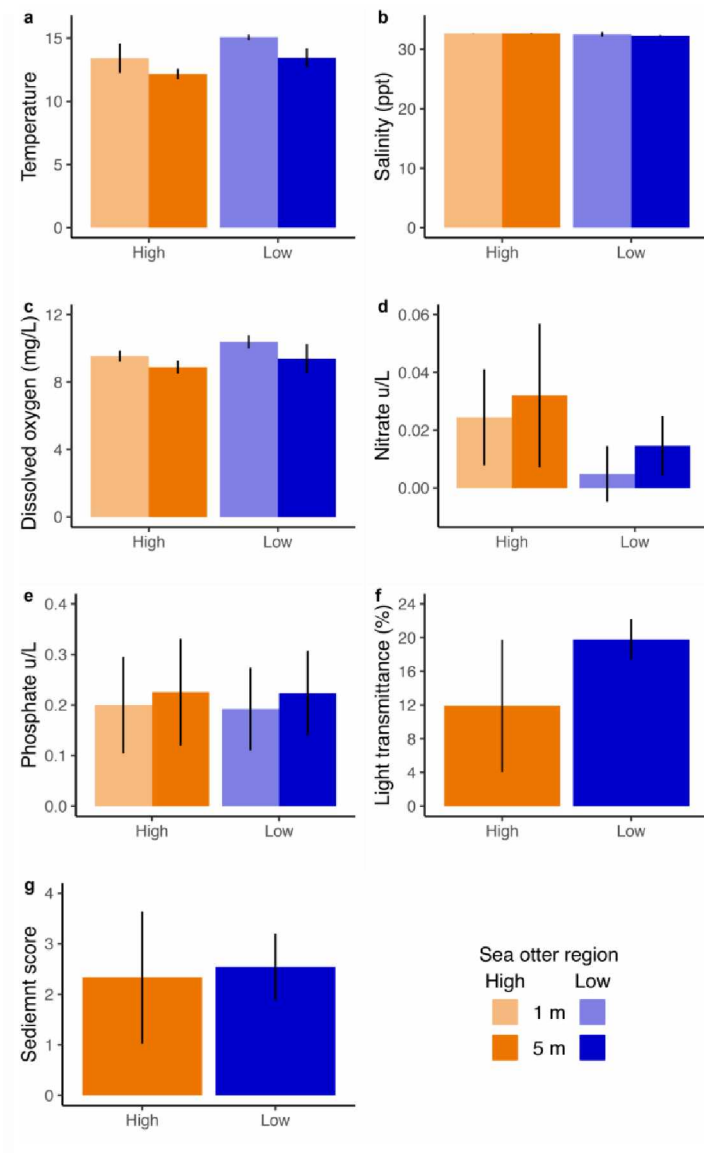 a
15
10
5
0
Temperature
High Low
b
30
20
10
0
Salinity (ppt)
High Low
c
12
8
4
0
Dissolved oxygen (mg/L)
High Low
d
0.06
0.04
0.02
0.00
Nitrate u/L
High Low
e
0.4
0.3
0.2
0.1
0.0
Phosphate u/L
High Low
f
24
20
16
12
8
4
0
Light transmittance (%)
High Low
g
4
3
2
1
0
Sediemnt score
High Low
Sea otter region
High Low
1 m
5 m